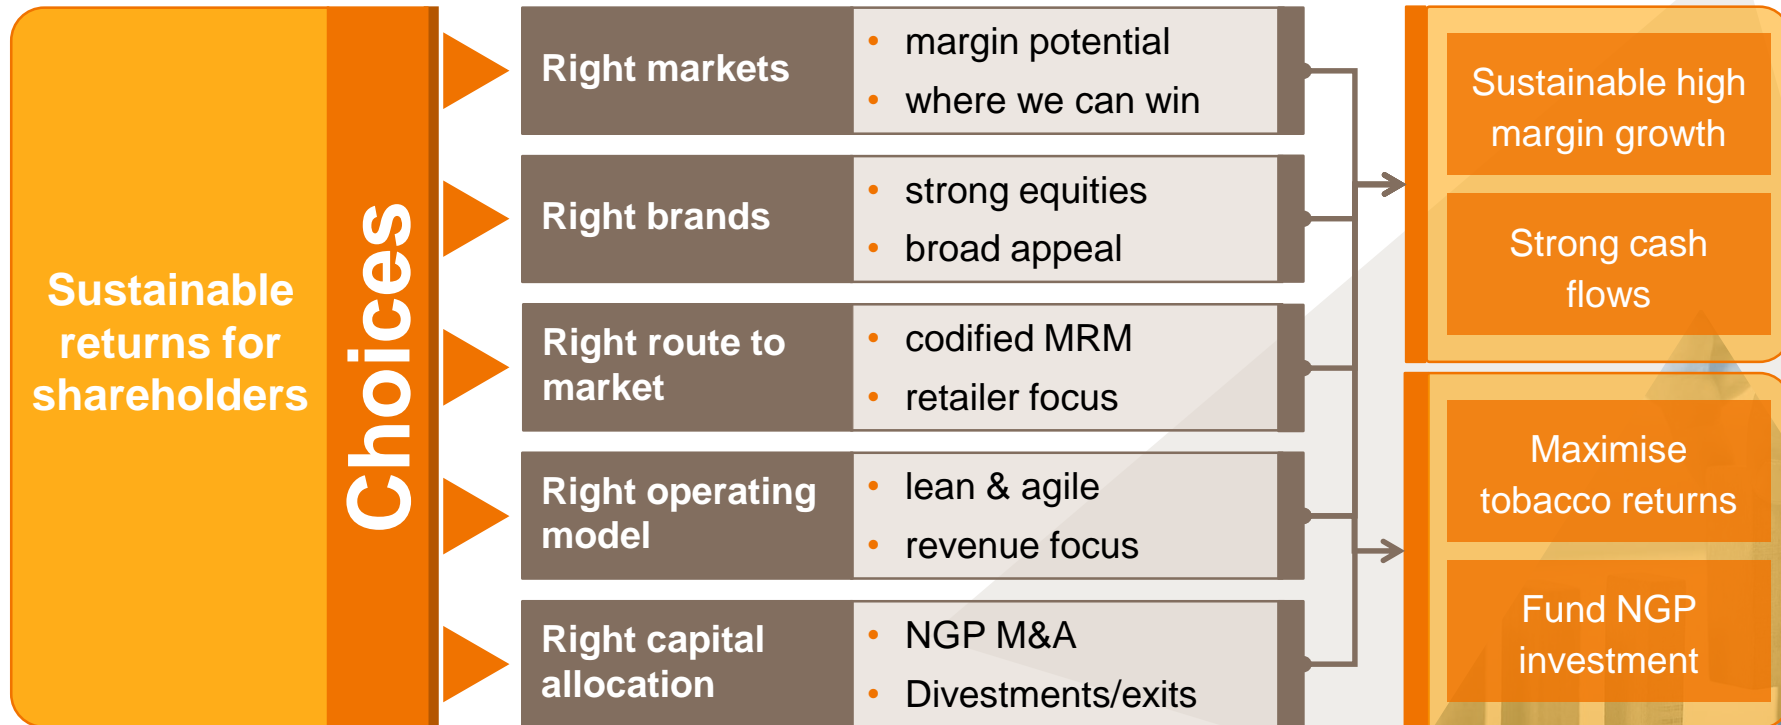 Sustainable
returns for
shareholders
Choices
Right markets
• margin potential
• where we can win
Right brands
• strong equities
• broad appeal
Right route to
market
• codified MRM
• retailer focus
Right operating
model
• lean & agile
• revenue focus
Right capital
allocation
• NGP M&A
• Divestments/exits
Sustainable high
margin growth
Strong cash
flows
Maximise
tobacco returns
Fund NGP
investment